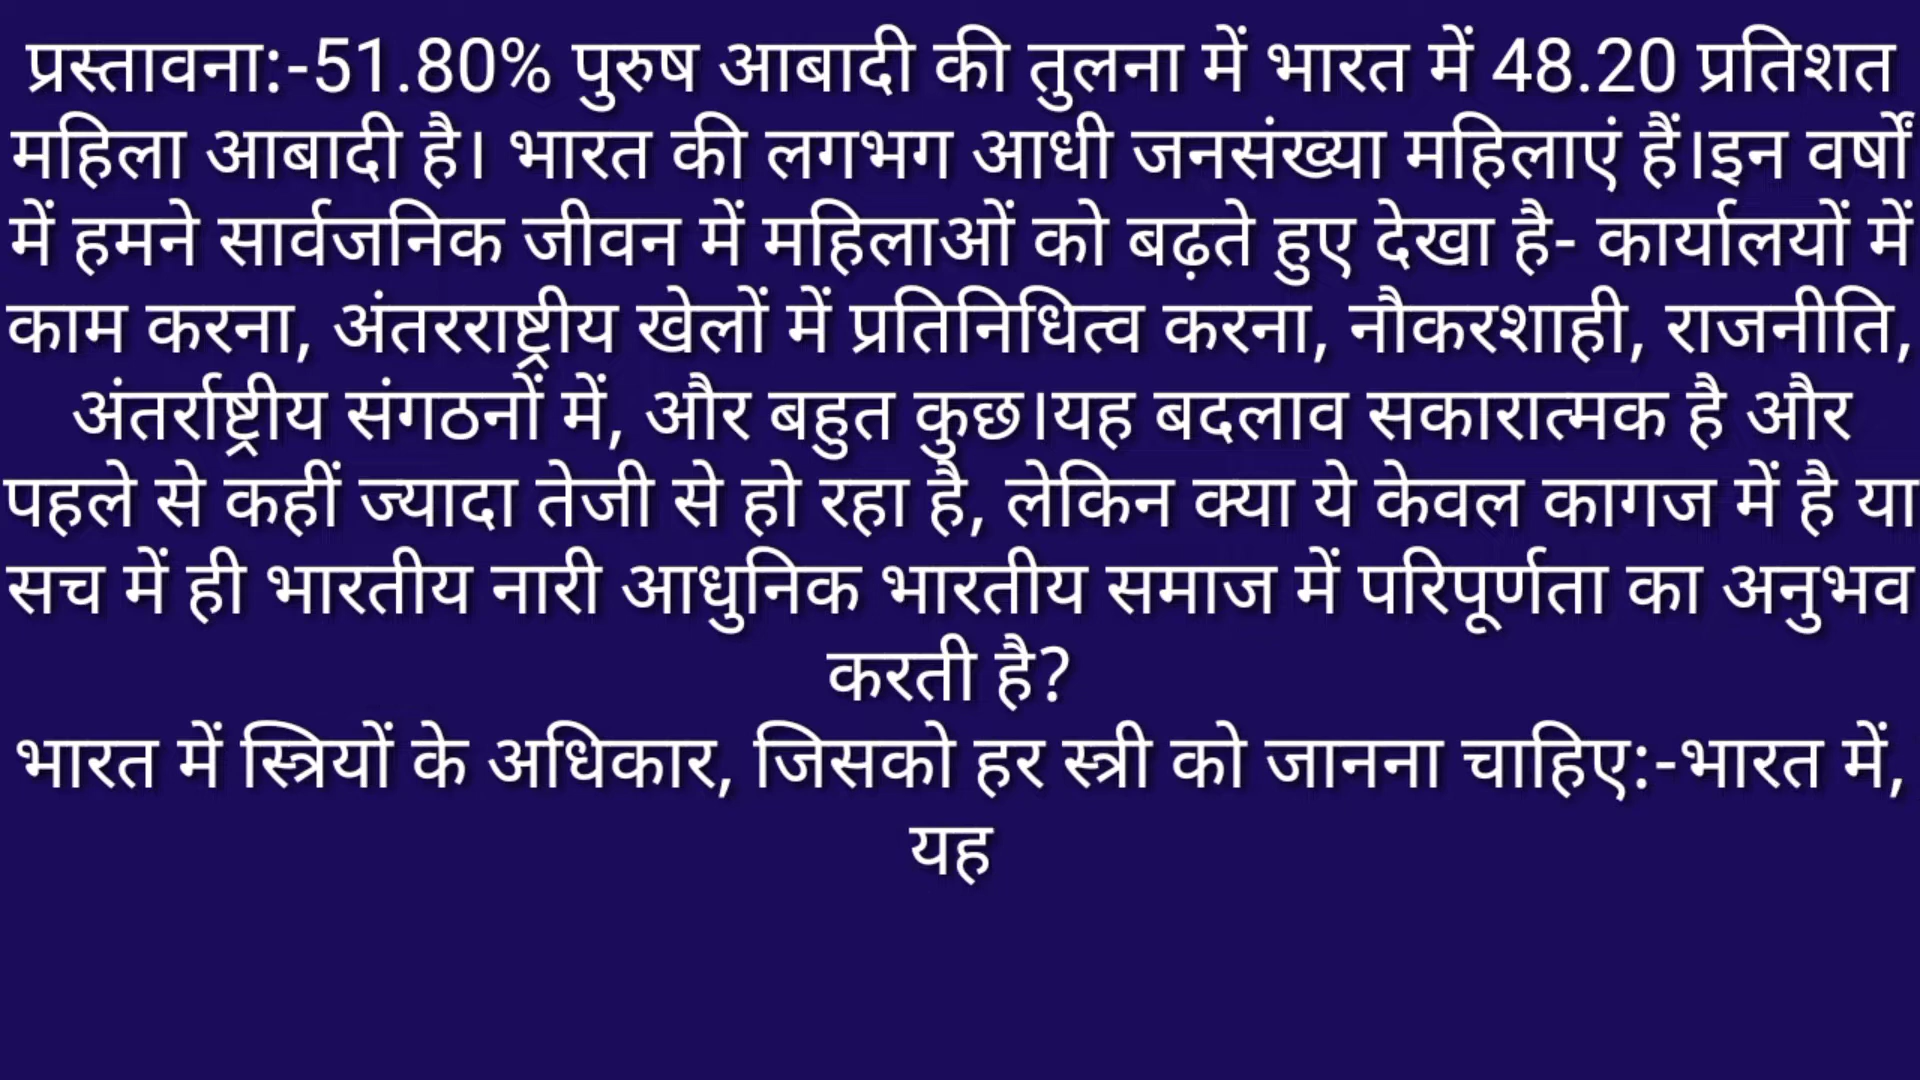 प्रस्तावना:-51.80% पुरुष आबादी की तुलना में भारत में 48.20 प्रतिशत
महिला आबादी है। भारत की लगभग आधी जनसंख्या महिलाएं हैं।इन वर्षों
में हमने सार्वजनिक जीवन में महिलाओं को बढ़ते हुए देखा है- कार्यालयों में
काम करना, अंतरराष्ट्रीय खेलों में प्रतिनिधित्व करना, नौकरशाही, राजनीति,
अंतर्राष्ट्रीय संगठनों में, और बहुत कुछ।यह बदलाव सकारात्मक है और
पहले से कहीं ज्यादा तेजी से हो रहा है, लेकिन क्या ये केवल कागज में है या
सच में ही भारतीय नारी आधुनिक भारतीय समाज में परिपूर्णता का अनुभव
करती है?
भारत में स्त्रियों के अधिकार, जिसको हर स्त्री को जानना चाहिए:-भारत में,
यह